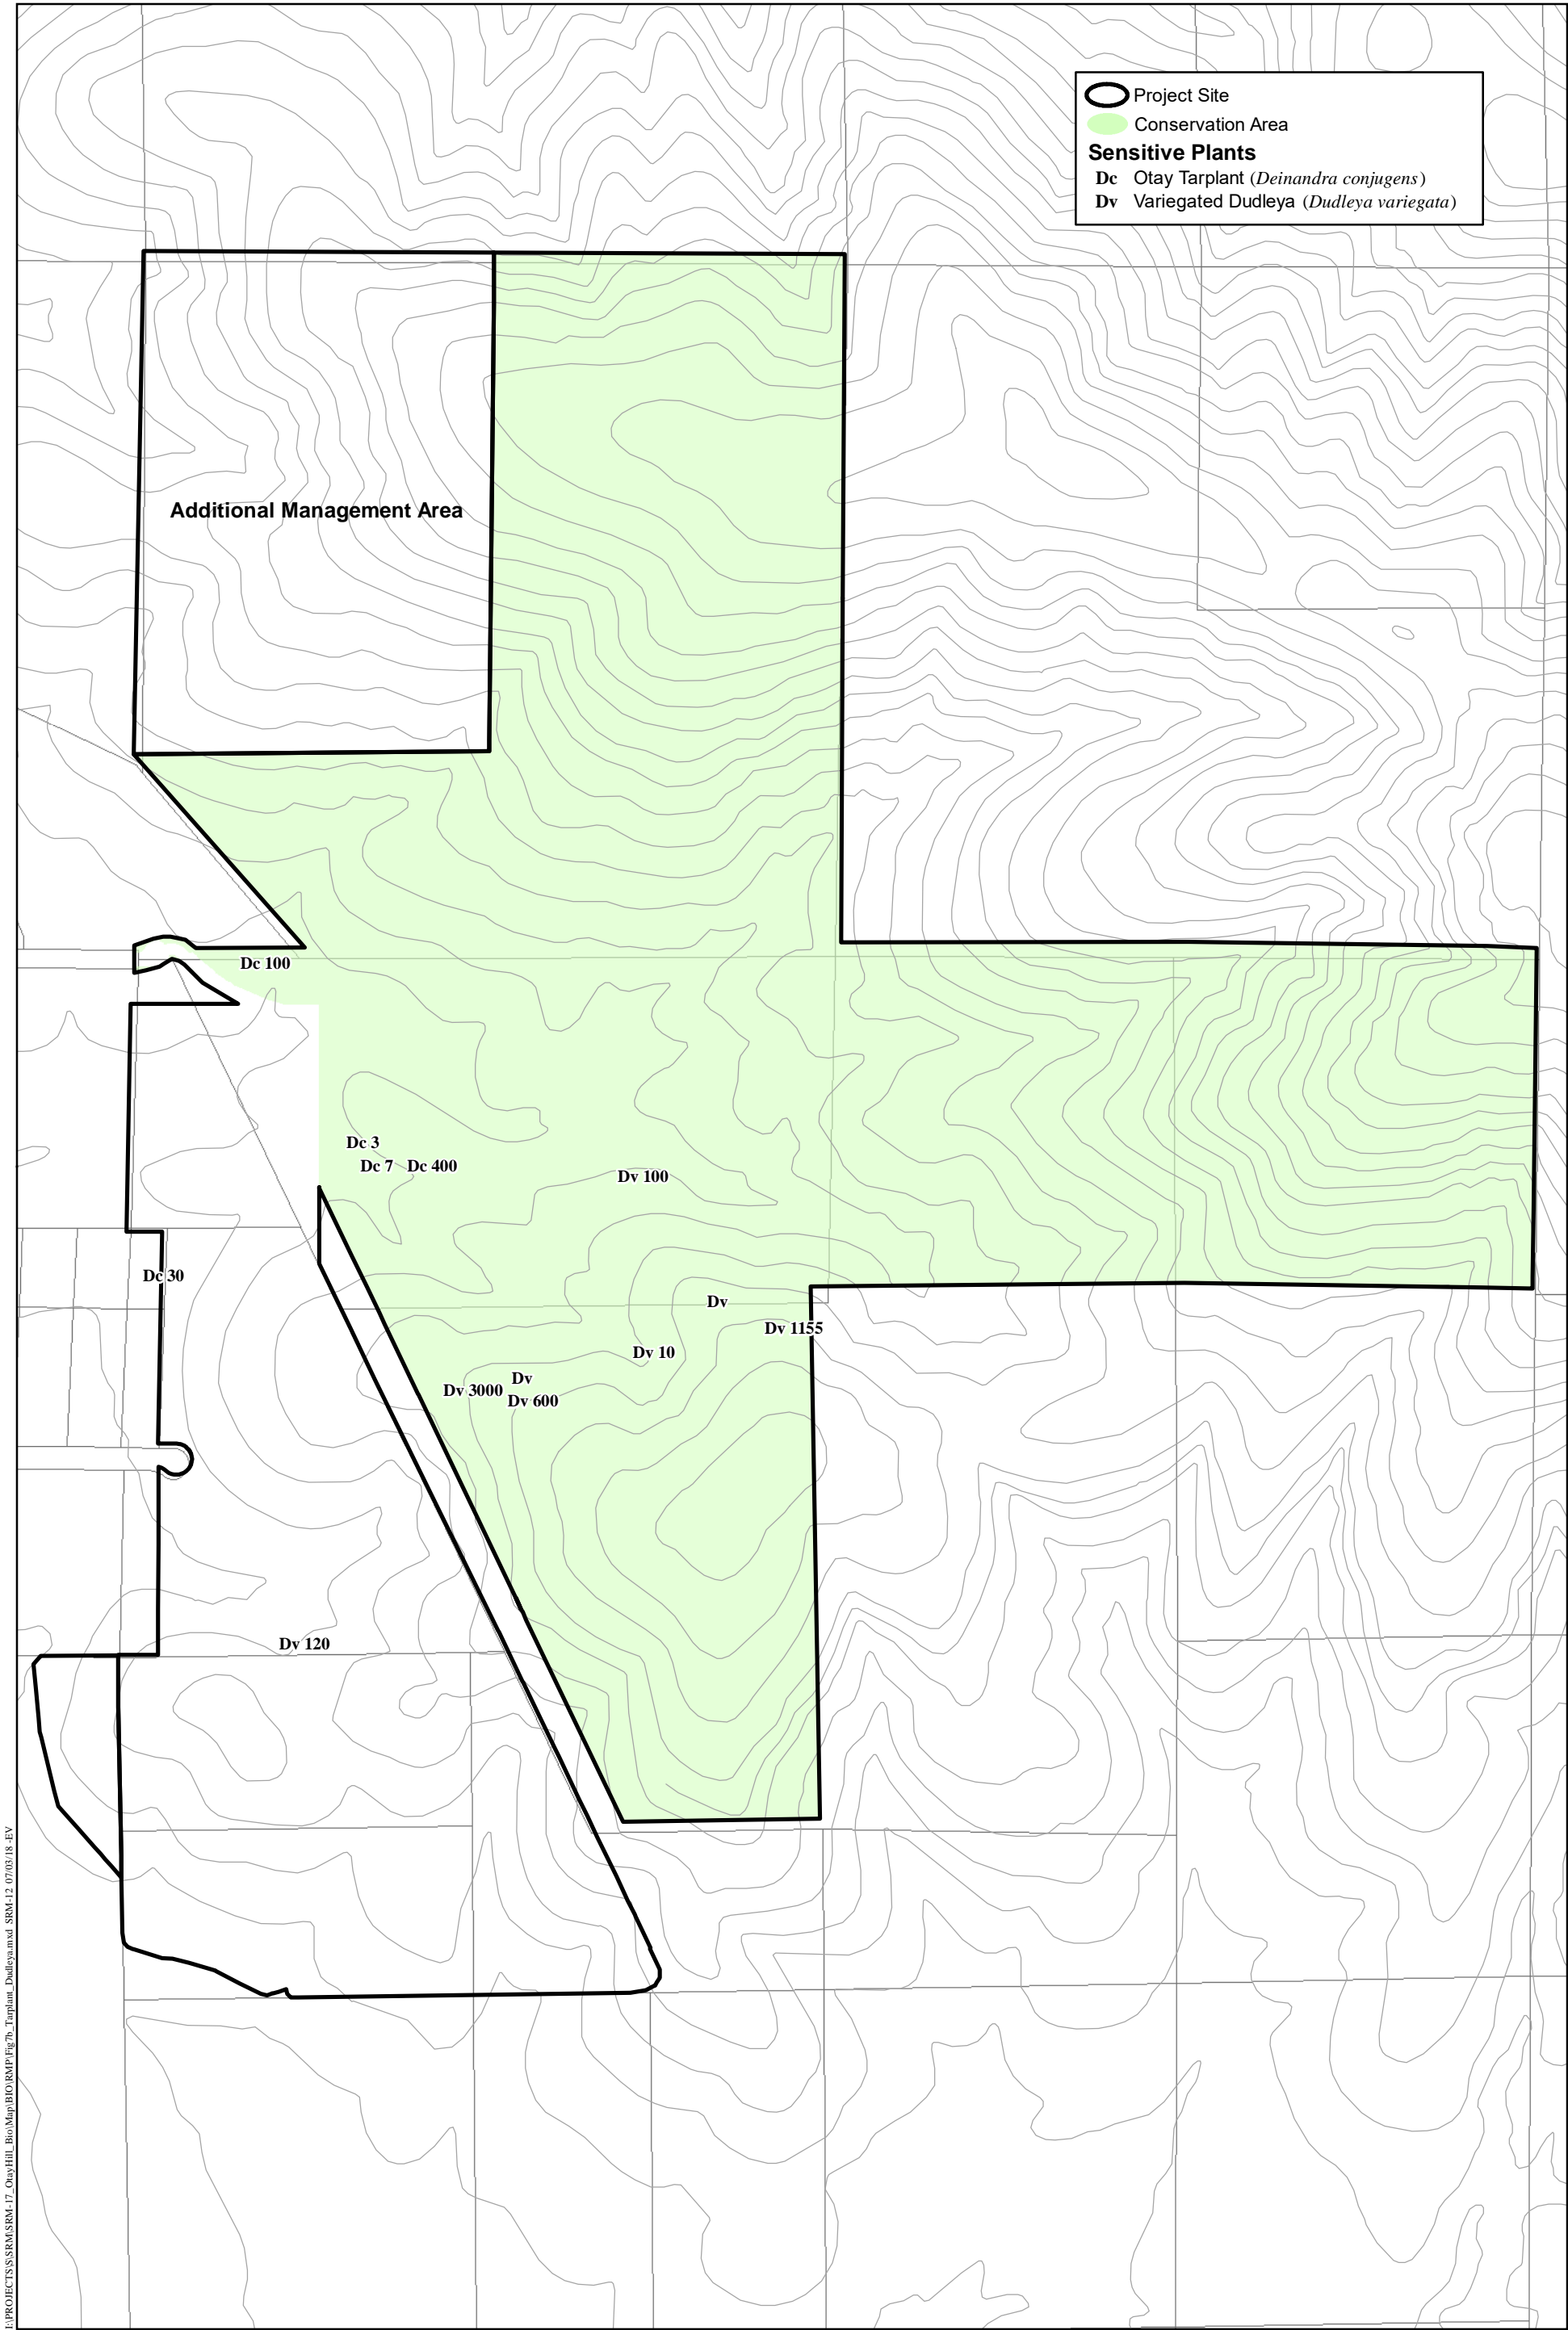 Project Site
Conservation Area
Sensitive Plants
Dc Otay Tarplant (Deinandra conjugens)
Dv Variegated Dudleya (Dudleya variegata)
Additional Management Area
Dc 100
Dc 3
Dc 7 Dc 400
Dv 100
Dc 30
Dv
Dv 1155
Dv 10
Dv
Dv 3000
Dv 600
Dv 120
I:\PROJECTS\S\SRM\SRM-17_OtayHill_Bio\Map\BIO\RMP\Fig7b_Tarplant_Dudleya.mxd SRM-12 07/03/18 -EV